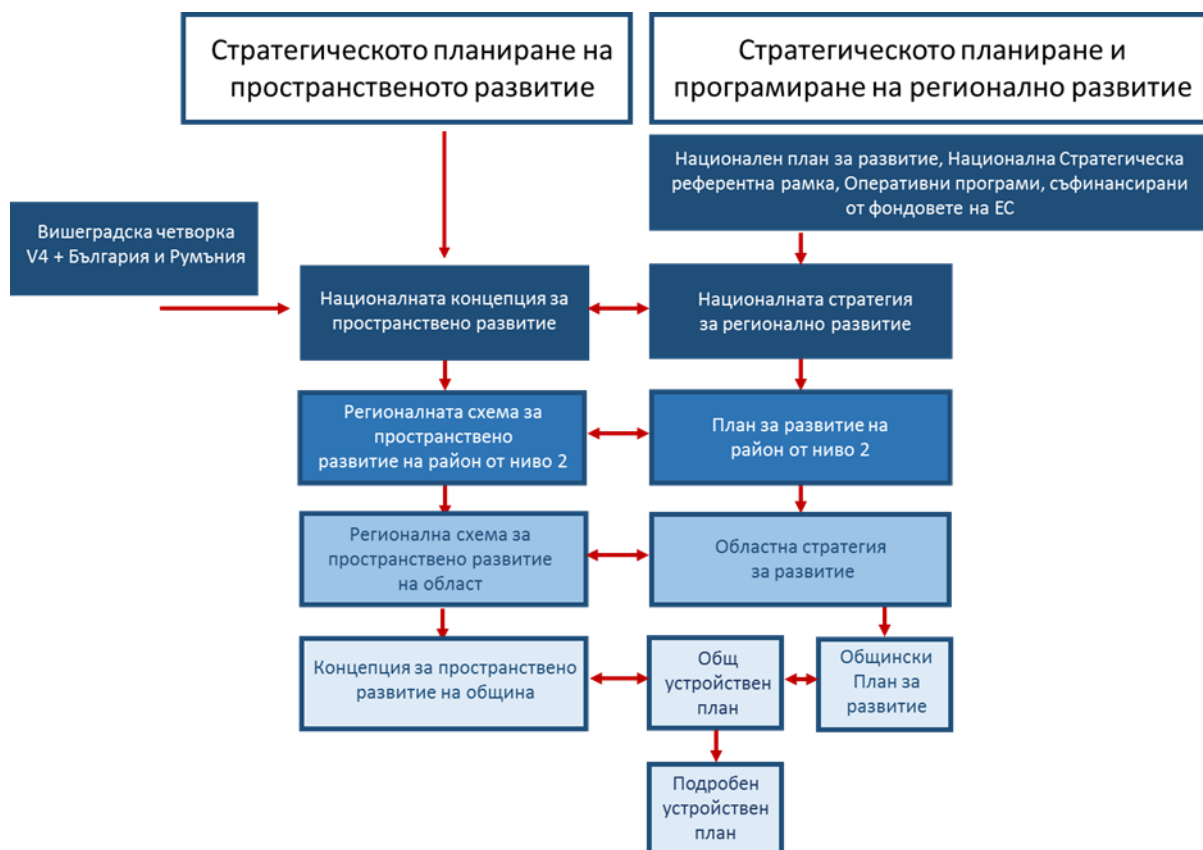 Стратегическото планиране на
пространственото развитие
Стратегическото планиране и
програмиране на регионално развитие
Национален план за развитие, Национална Стратегическа
референтна рамка, Оперативни програми, съфинансирани
от фондовете на ЕС
Вишеградска четворка
V4 + България и Румъния
Националната концепция за
пространствено развитие
Националната стратегия
за регионално развитие
Регионалната схема за
пространствено
развитие на район от ниво 2
План за развитие на
район от ниво 2
Регионална схема за
пространствено развитие
на област
Областна стратегия
за развитие
Концепция за пространствено
развитие на община
Общ
устройствен
план
Общински
План за
развитие
Подробен
устройствен
план